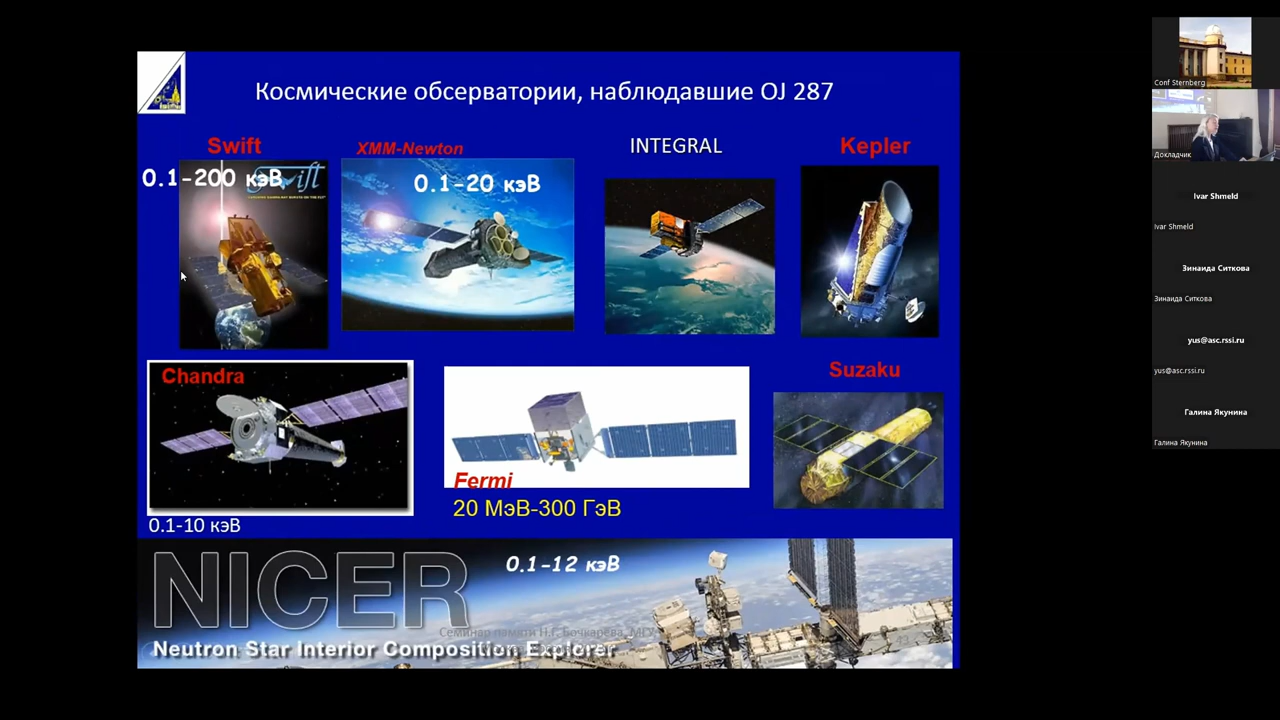 Космические обсерватории, наблюдавшие OJ 287
Swift
XMM-Newton
INTEGRAL
Kepler
0.1-200 кэВ
Swift
0.1-20 кэВ
Chandra
Suzaku
Fermi
20 МэВ-300 ГэВ
0.1-10 кэВ
NICER
0.1-12 кэВ
Семинар памяти Н.Г. Бочкарёва, МГУ
Neutron Star Interior Composition Explorer
Conf Sternberg
Докладчик
Ivar Shmeld
Ivar Shmeld
Зинаида Ситкова
Зинаида Ситкова
yus@asc.rssi.ru
yus@asc.rssi.ru
Галина Якунина
Галина Якунина